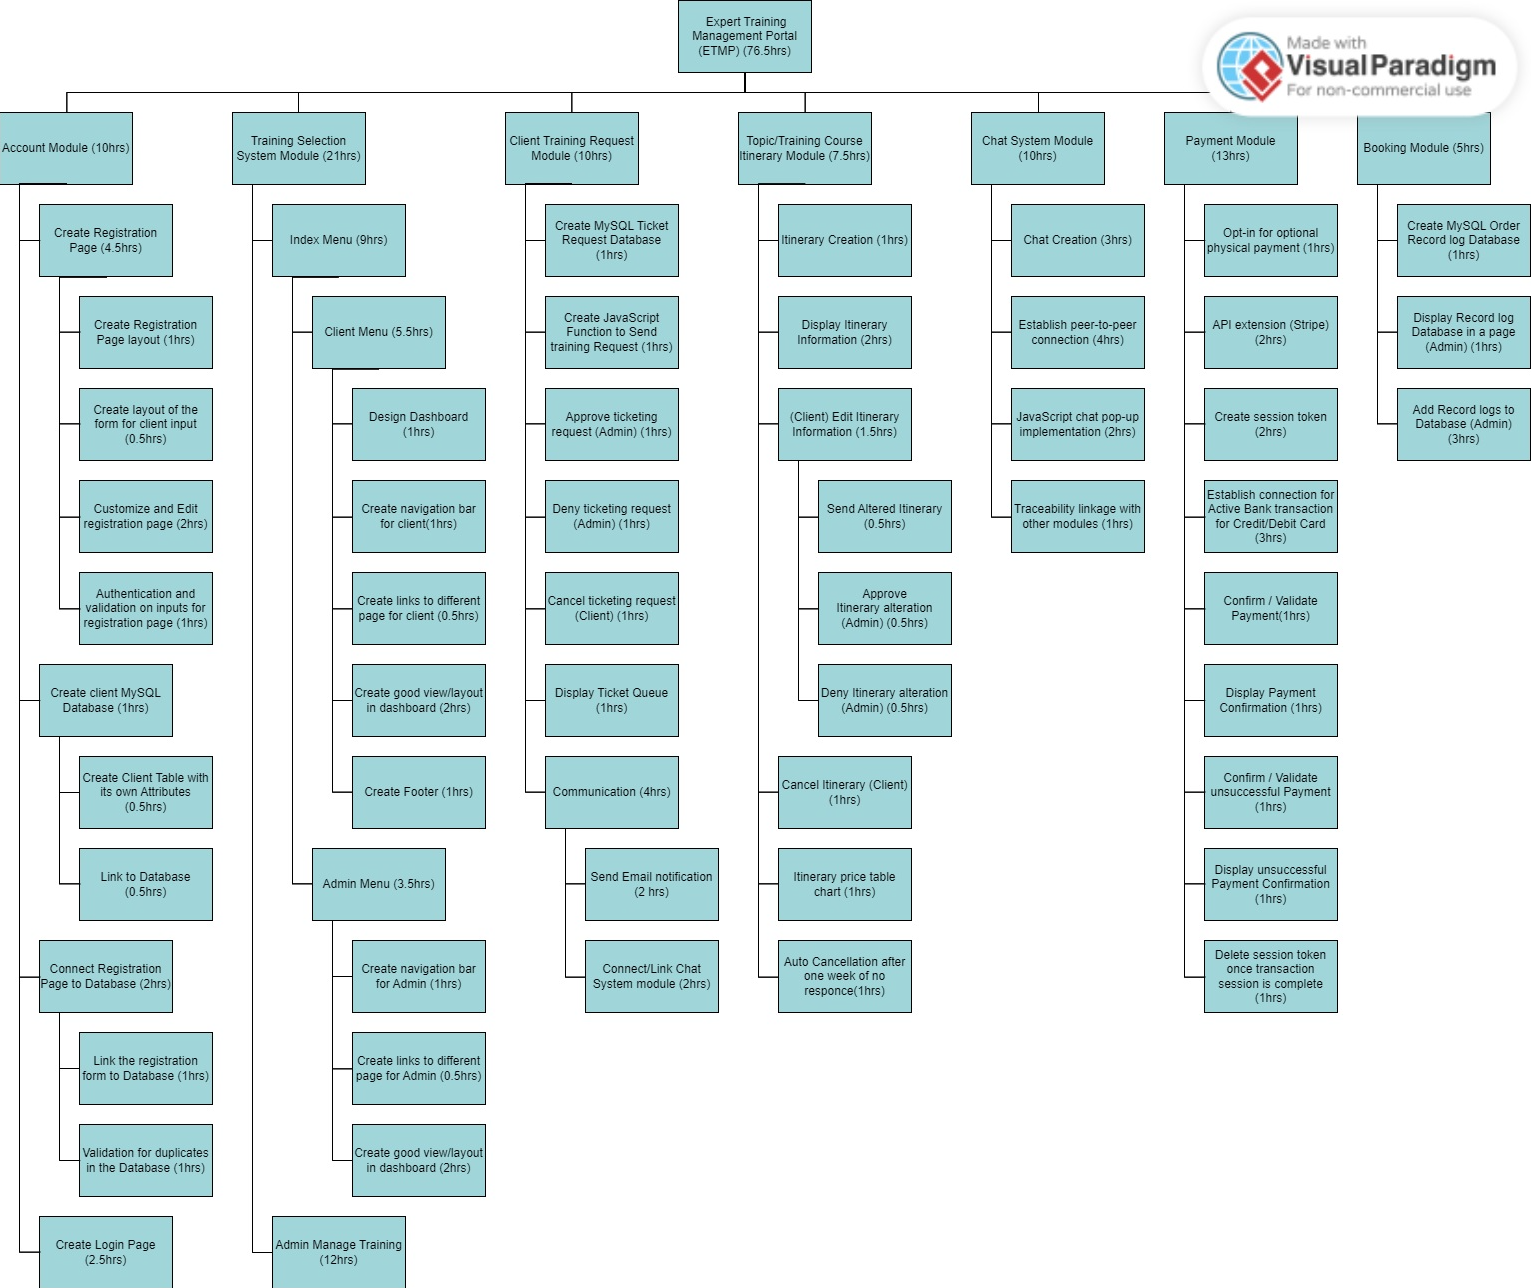 Expert Training
Management Portal
(ETMP) (76.5hrs)
Made with
VisualParadigm
For non-commercial use
Account Module (10hrs)
Create Registration
Page (4.5hrs)
Create Registration
Page layout (1hrs)
Create layout of the
form for client input
(0.5hrs)
Customize and Edit
registration page (2hrs)
Authentication and
validation on inputs for
registration page (1hrs)
Create client MySQL
Database (1hrs)
Create Client Table with
its own Attributes
(0.5hrs)
Link to Database
(0.5hrs)
Connect Registration
Page to Database (2hrs)
Link the registration
form to Database (1hrs)
Validation for duplicates
in the Database (1hrs)
Create Login Page
(2.5hrs)
Training Selection
System Module (21hrs)
Index Menu (9hrs)
Client Menu (5.5hrs)
Design Dashboard
(1hrs)
Create navigation bar
for client(1hrs)
Create links to different
page for client (0.5hrs)
Create good view/layout
in dashboard (2hrs)
Create Footer (1hrs)
Admin Menu (3.5hrs)
Create navigation bar
for Admin (1hrs)
Create links to different
page for Admin (0.5hrs)
Create good view/layout
in dashboard (2hrs)
Admin Manage Training
(12hrs)
Client Training Request
Module (10hrs)
Create MySQL Ticket
Request Database
(1hrs)
Create JavaScript
Function to Send
training Request (1hrs)
Approve ticketing
request (Admin) (1hrs)
Deny ticketing request
(Admin) (1hrs)
Cancel ticketing request
(Client) (1hrs)
Display Ticket Queue
(1hrs)
Communication (4hrs)
Send Email notification
(2 hrs)
Connect/Link Chat
System module (2hrs)
Topic/Training Course
Itinerary Module (7.5hrs)
Itinerary Creation (1hrs)
Display Itinerary
Information (2hrs)
(Client) Edit Itinerary
Information (1.5hrs)
Send Altered Itinerary
(0.5hrs)
Approve
Itinerary alteration
(Admin) (0.5hrs)
Deny Itinerary alteration
(Admin) (0.5hrs)
Cancel Itinerary (Client)
(1hrs)
Itinerary price table
chart (1hrs)
Auto Cancellation after
one week of no
responce(1hrs)
Chat System Module
(10hrs)
Chat Creation (3hrs)
Establish peer-to-peer
connection (4hrs)
JavaScript chat pop-up
implementation (2hrs)
Traceability linkage with
other modules (1hrs)
Payment Module
(13hrs)
Opt-in for optional
physical payment (1hrs)
API extension (Stripe)
(2hrs)
Create session token
(2hrs)
Establish connection for
Active Bank transaction
for Credit/Debit Card
(3hrs)
Confirm / Validate
Payment(1hrs)
Display Payment
Confirmation (1hrs)
Confirm / Validate
unsuccessful Payment
(1hrs)
Display unsuccessful
Payment Confirmation
(1hrs)
Delete session token
once transaction
session is complete
(1hrs)
Booking Module (5hrs)
Create MySQL Order
Record log Database
(1hrs)
Display Record log
Database in a page
(Admin) (1hrs)
Add Record logs to
Database (Admin)
(3hrs)